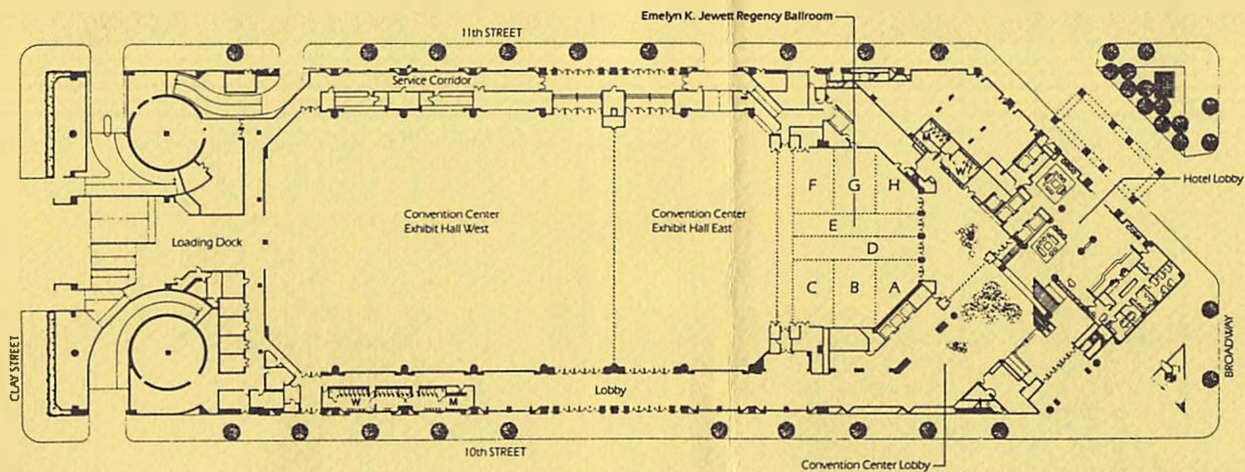 Emelyn K. Jewett Regency Ballroom
11th STREET
Service Corridor
Hotel Lobby
F G H
Convention Center
Exhibit Hall West
Convention Center
Exhibit Hall East
E
D
Loading Dock
C B A
CLAY STREET
BROADWAY
Lobby
W
M
W
10th STREET
Convention Center Lobby